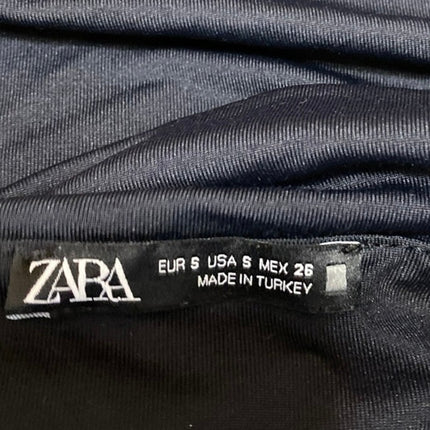 ZARA
EUR S USA S MEX 26
MADE IN TURKEY